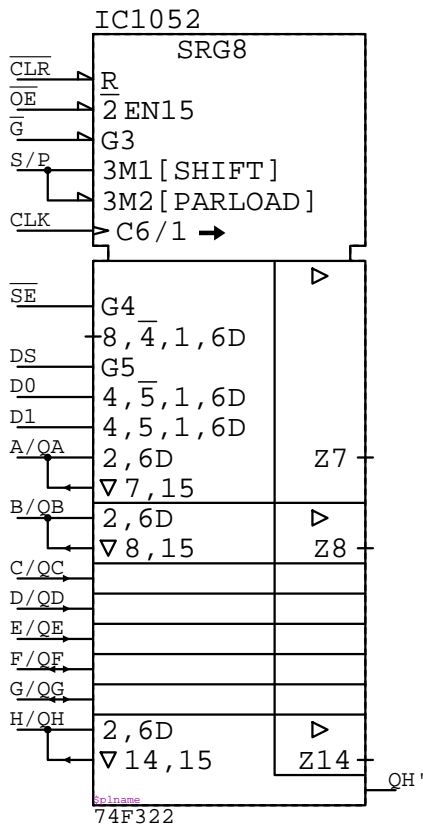 IC1052
SRG8
CLR
R
OE
2 EN15
G
G3
S/P
3M1[SHIFT]
3M2[PARLOAD]
CLK
C6/1
SE
G4
8,4,1,6D
DS
G5
D0
4,5,1,6D
D1
4,5,1,6D
A/QA
2,6D
Z7
7,15
B/QB
2,6D
8,15
Z8
C/QC
D/QD
E/QE
F/QF
G/QG
H/QH
2,6D
14,15
Z14
QH'
$plname
74F322